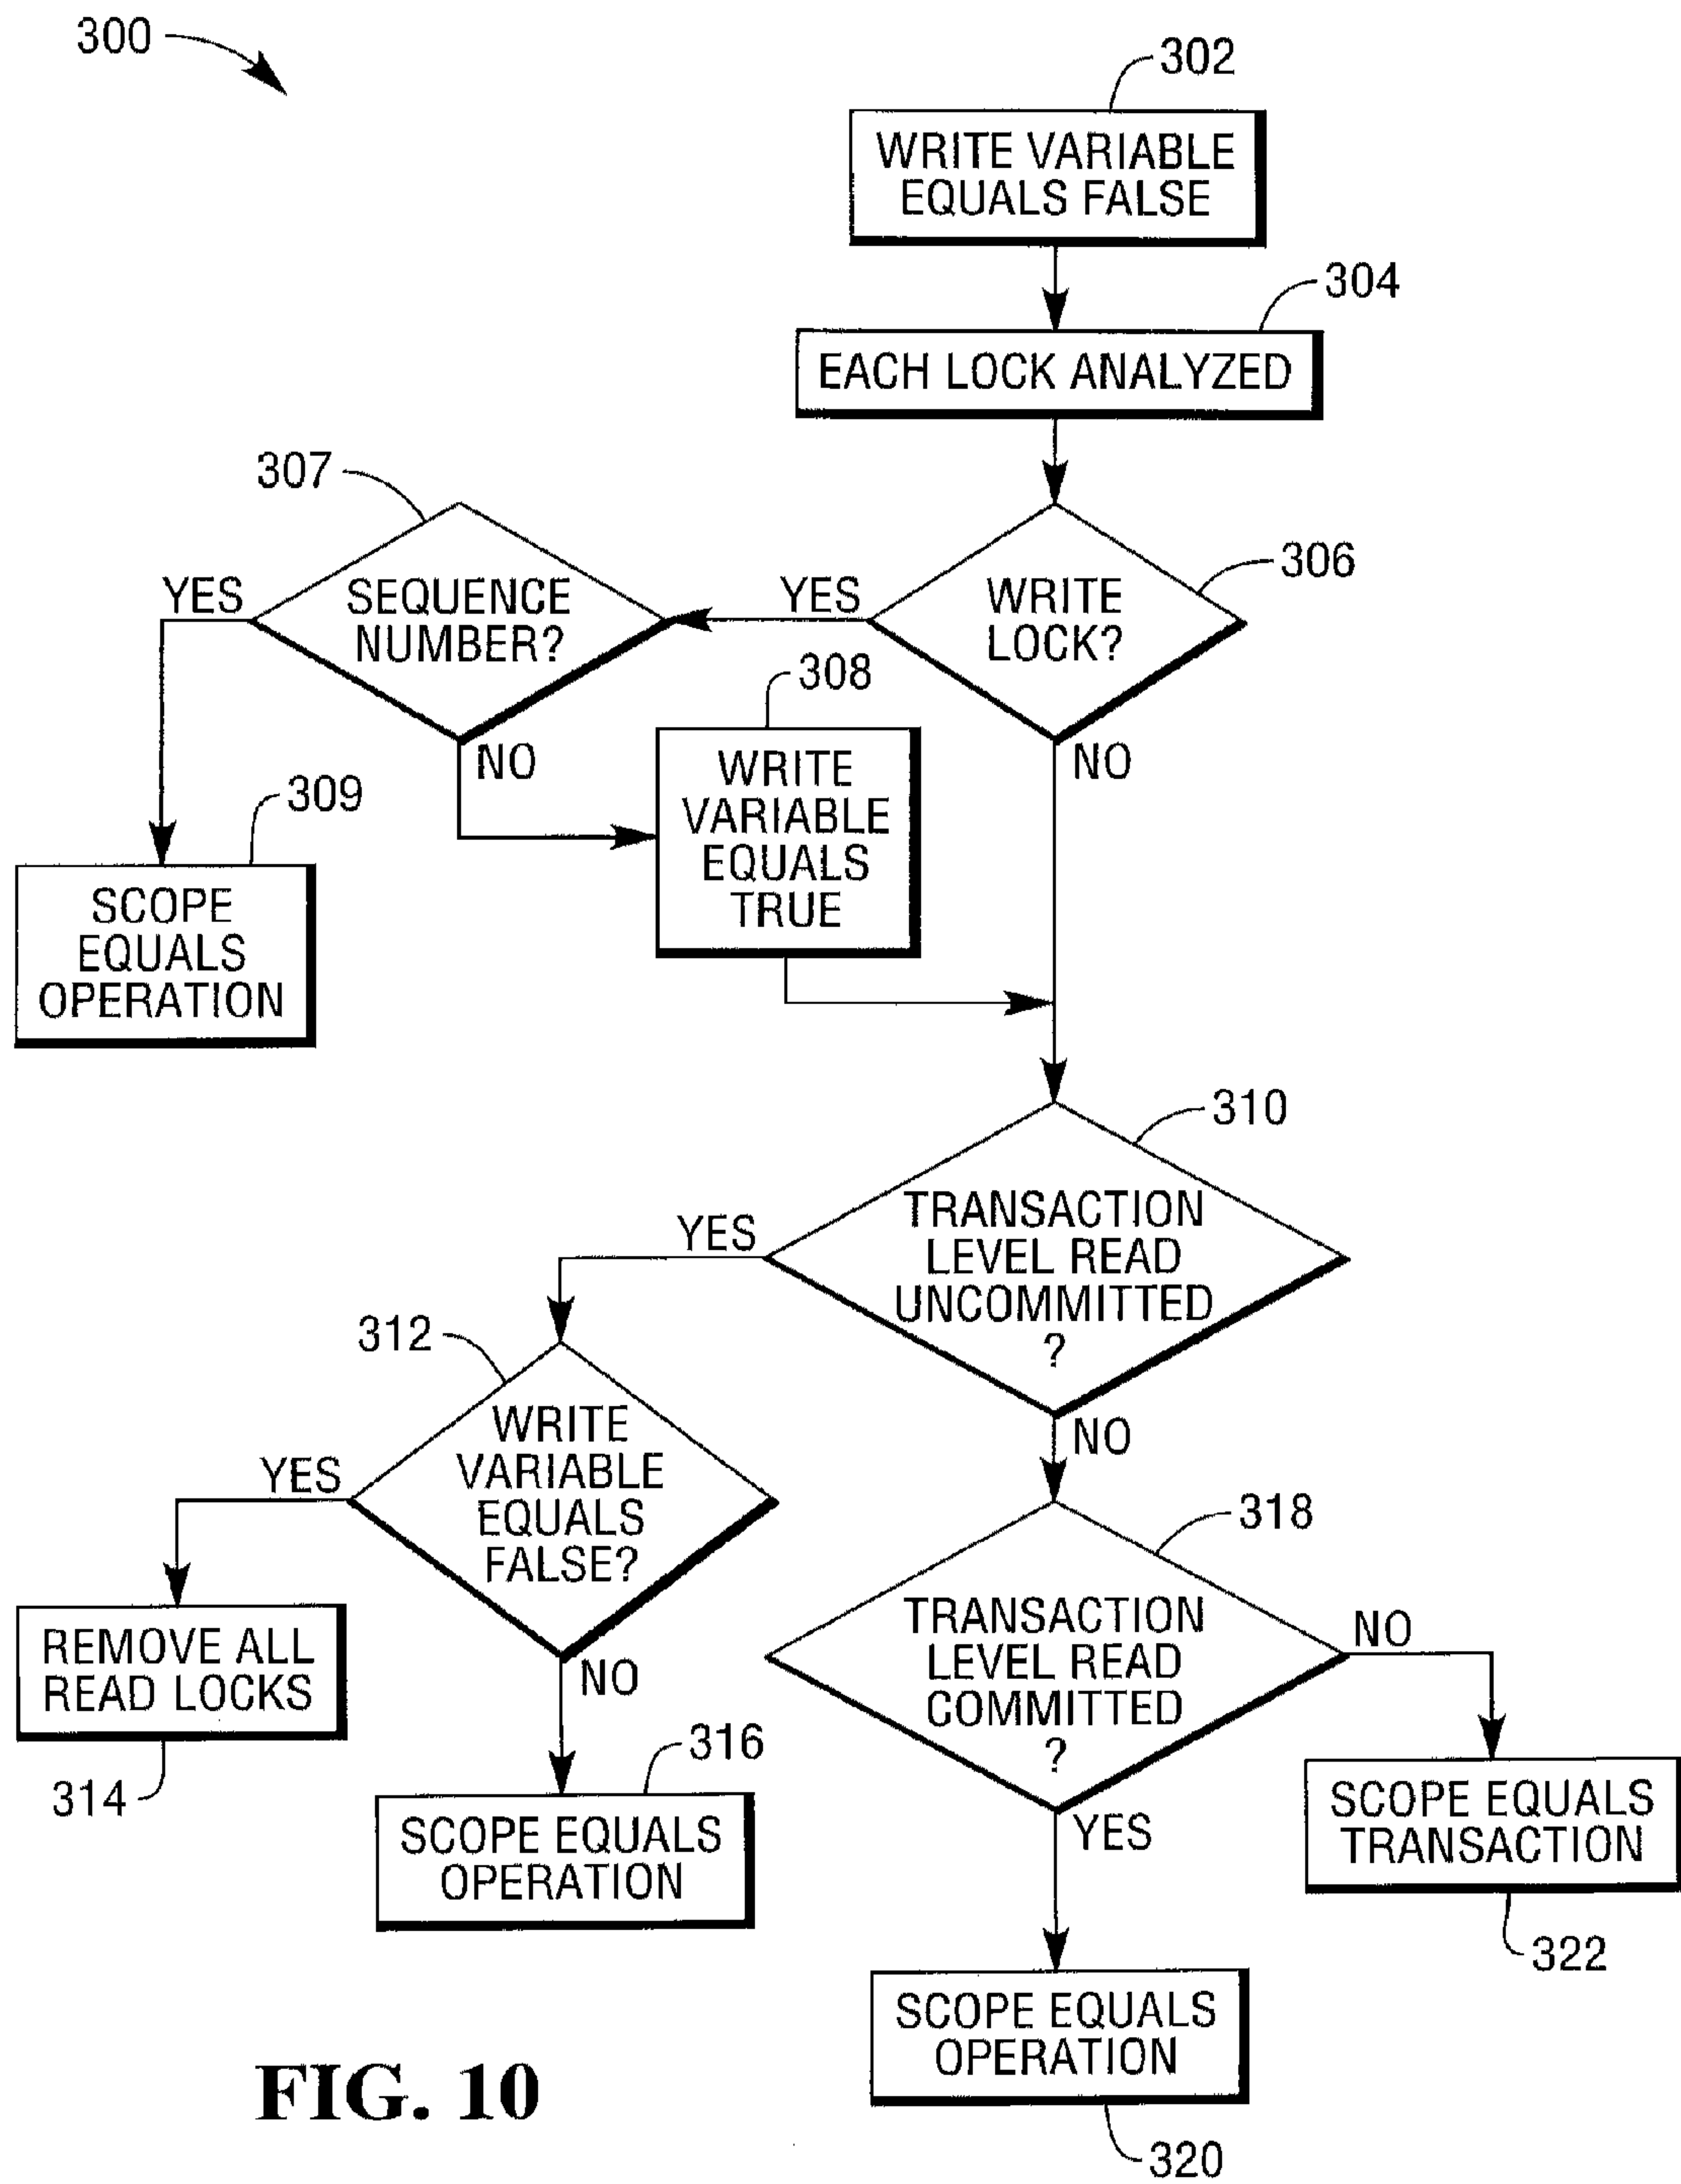 300
302
WRITE VARIABLE
EQUALS FALSE
304
EACH LOCK ANALYZED
307
306
YES
SEQUENCE
NUMBER?
YES
WRITE
LOCK?
308
NO
NO
309
WRITE
VARIABLE
EQUALS
TRUE
SCOPE
EQUALS
OPERATION
310
YES
TRANSACTION
LEVEL READ
UNCOMMITTED
?
312
NO
WRITE
VARIABLE
EQUALS
FALSE?
YES
318
TRANSACTION
LEVEL READ
COMMITTED
?
NO
REMOVE ALL
READ LOCKS
NO
314
316
SCOPE EQUALS
OPERATION
YES
SCOPE EQUALS
TRANSACTION
322
SCOPE EQUALS
OPERATION
320
FIG. 10